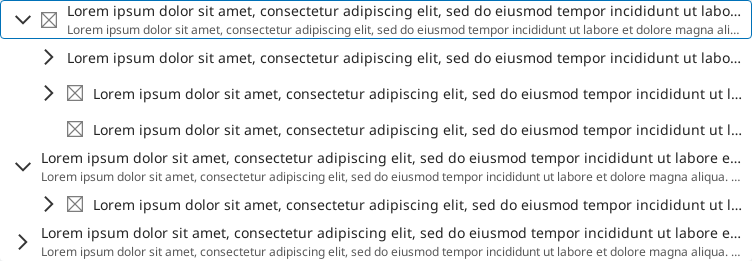 Lorem ipsum dolor sit amet, consectetur adipiscing elit, sed do eiusmod tempor incididunt ut labo...
Lorem ipsum dolor sit amet, consectetur adipiscing elit, sed do eiusmod tempor incididunt ut labore et dolore magna ali...
Lorem ipsum dolor sit amet, consectetur adipiscing elit, sed do eiusmod tempor incididunt ut labo...
Lorem ipsum dolor sit amet, consectetur adipiscing elit, sed do eiusmod tempor incididunt ut l...
Lorem ipsum dolor sit amet, consectetur adipiscing elit, sed do eiusmod tempor incididunt ut l...
Lorem ipsum dolor sit amet, consectetur adipiscing elit, sed do eiusmod tempor incididunt ut labore e...
Lorem ipsum dolor sit amet, consectetur adipiscing elit, sed do eiusmod tempor incididunt ut labore et dolore magna aliqua. ...
Lorem ipsum dolor sit amet, consectetur adipiscing elit, sed do eiusmod tempor incididunt ut l...
Lorem ipsum dolor sit amet, consectetur adipiscing elit, sed do eiusmod tempor incididunt ut labore e...
Lorem ipsum dolor sit amet, consectetur adipiscing elit, sed do eiusmod tempor incididunt ut labore et dolore magna aliqua. ...